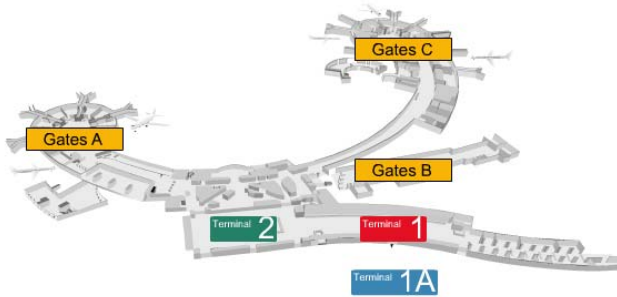 Gates C
Gates A
Gates B
Terminal 2
Terminal 1
Terminal 1A